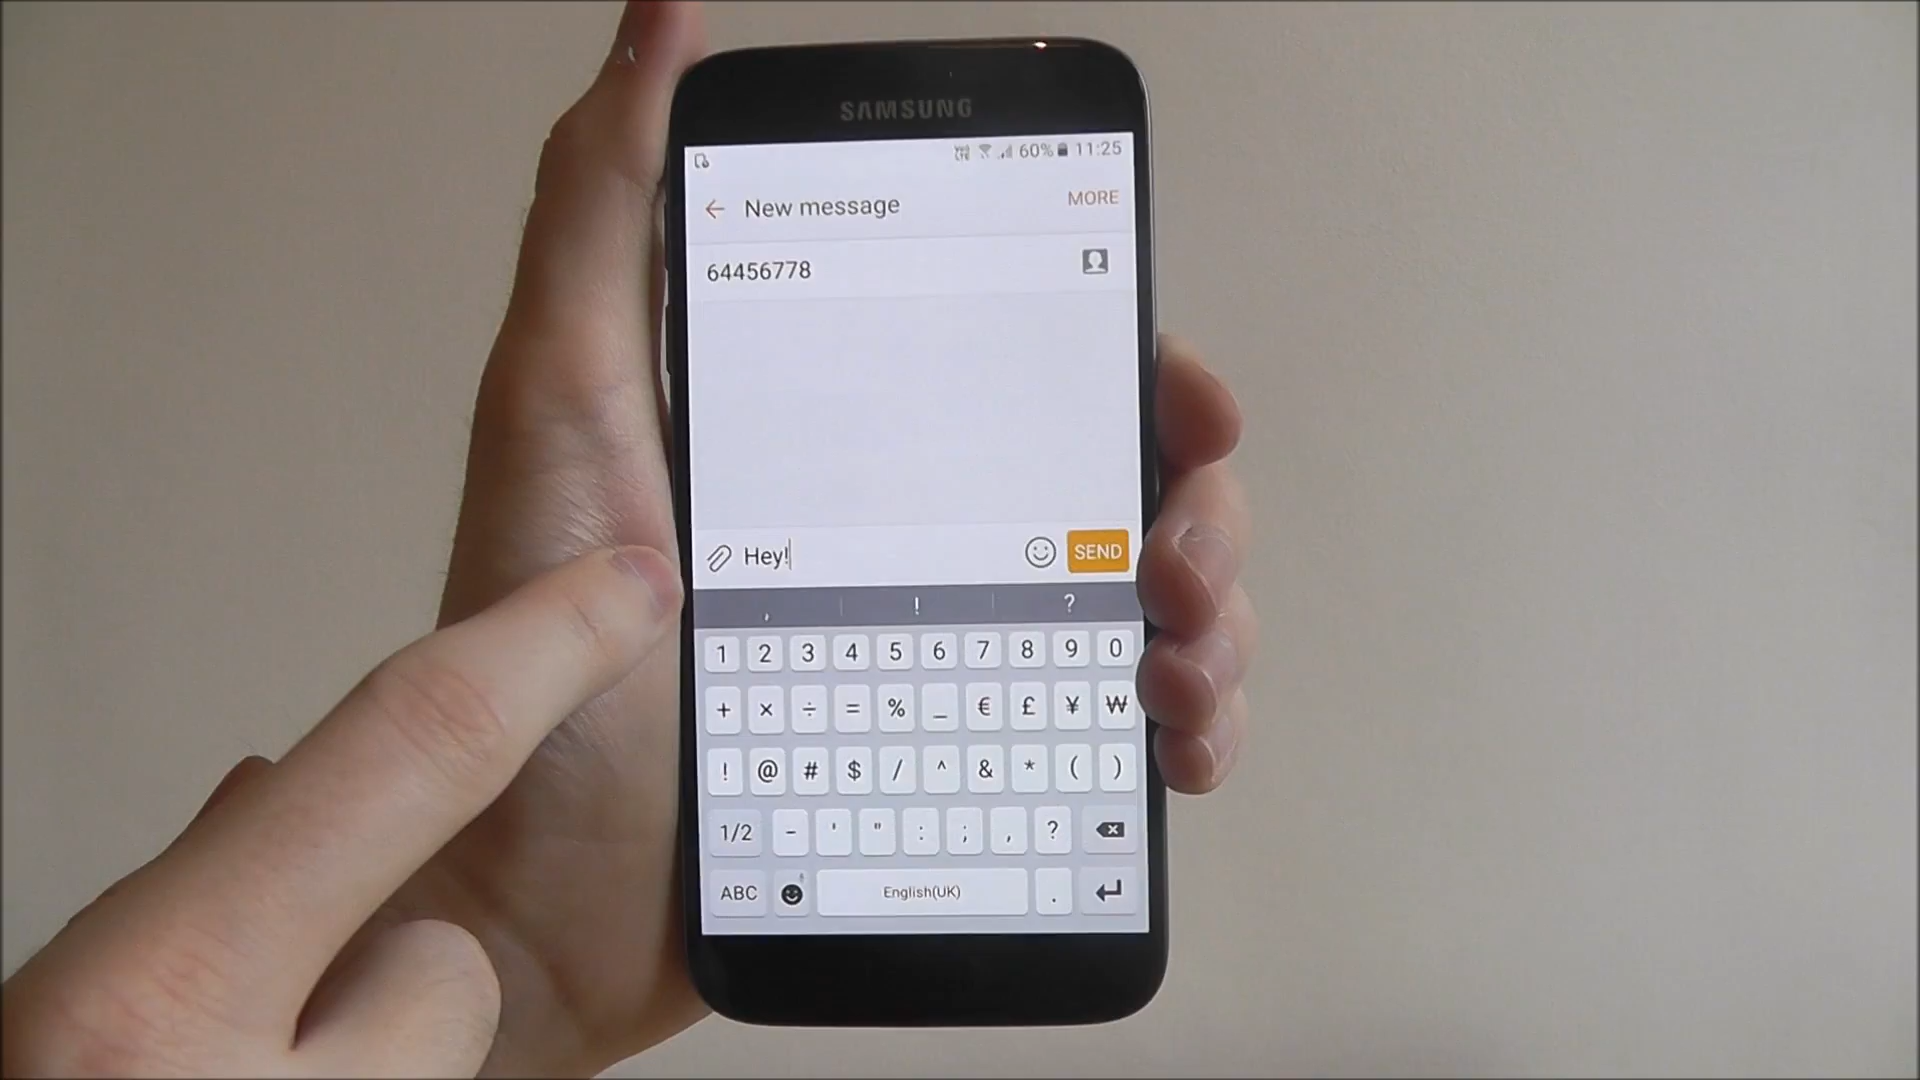 SAMSUNG
60% 11:25
New message MORE
64456778
Hey! SEND
, ! ?
1 2 3 4 5 6 7 8 9 0
+ × ÷ = % _ € £ ¥ ₩
! @ # $ / ^ & * ( )
1/2 - ' " : ; , ?
ABC English(UK) .